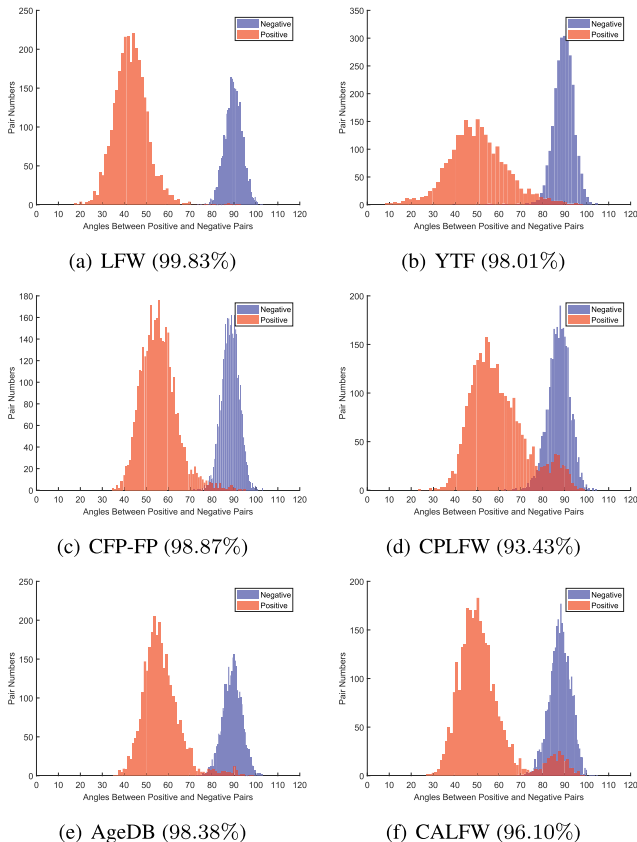 250
200
150
100
50
0
Pair Numbers
0 10 20 30 40 50 60 70 80 90 100 110 120
Angles Between Positive and Negative Pairs
Negative
Positive
(a) LFW (99.83%)
350
300
250
200
150
100
50
0
Pair Numbers
0 10 20 30 40 50 60 70 80 90 100 110 120
Angles Between Positive and Negative Pairs
Negative
Positive
(b) YTF (98.01%)
180
160
140
120
100
80
60
40
20
0
Pair Numbers
0 10 20 30 40 50 60 70 80 90 100 110 120
Angles Between Positive and Negative Pairs
Negative
Positive
(c) CFP-FP (98.87%)
200
150
100
50
0
Pair Numbers
0 10 20 30 40 50 60 70 80 90 100 110 120
Angles Between Positive and Negative Pairs
Negative
Positive
(d) CPLFW (93.43%)
250
200
150
100
50
0
Pair Numbers
0 10 20 30 40 50 60 70 80 90 100 110 120
Angles Between Positive and Negative Pairs
Negative
Positive
(e) AgeDB (98.38%)
200
150
100
50
0
Pair Numbers
0 10 20 30 40 50 60 70 80 90 100 110 120
Angles Between Positive and Negative Pairs
Negative
Positive
(f) CALFW (96.10%)